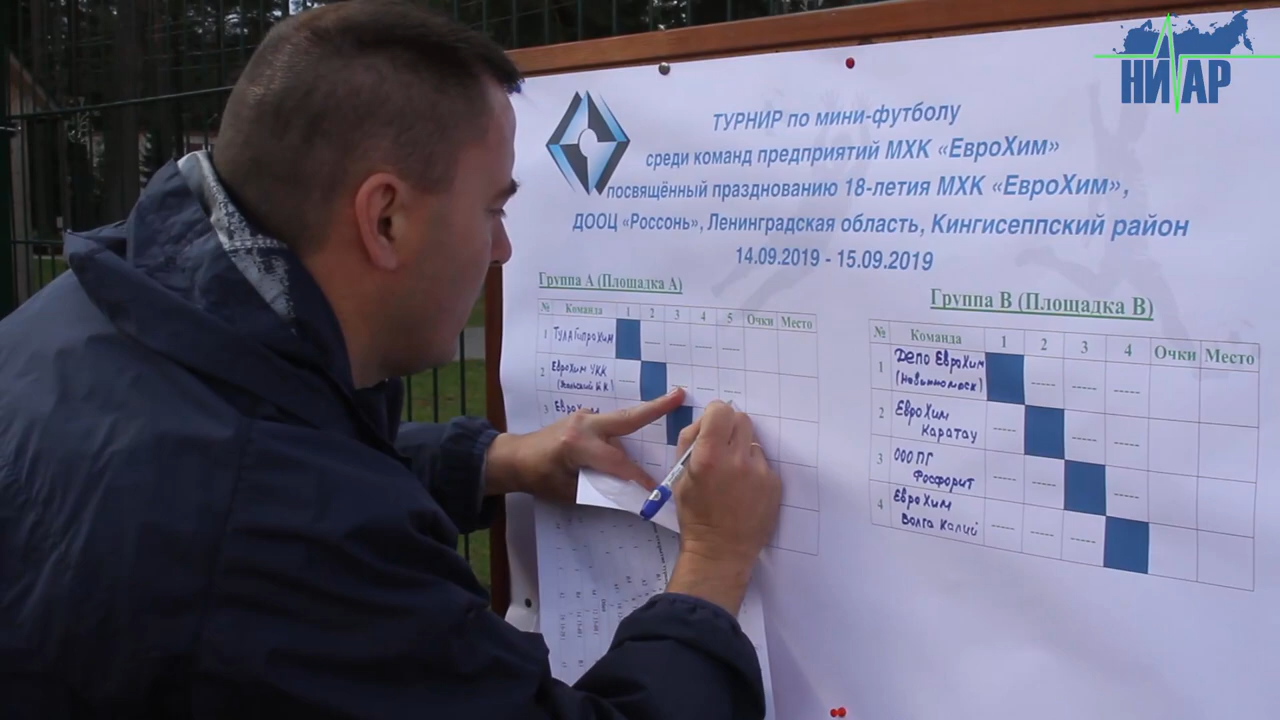 НИАР
ТУРНИР по мини-футболу
среди команд предприятий МХК «ЕвроХим»
посвящённый празднованию 18-летия МХК «ЕвроХим»,
ДООЦ «Россонь», Ленинградская область, Кингисеппский район
14.09.2019 - 15.09.2019
Группа А (Площадка А)
№ Команда 1 2 3 4 5 Очки Место
1 ТулаГипроХим
2 ЕвроХим УКК
3
Группа В (Площадка В)
№ Команда 1 2 3 4 Очки Место
1 Депо ЕвроХим
(Невинномысск)
2 ЕвроХим
Каратау
3 ООО ПГ
Фосфорит
4 ЕвроХим
Волга Калий